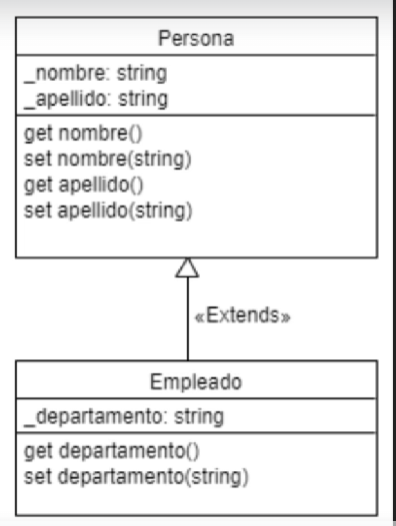 Persona
_nombre: string
_apellido: string
get nombre()
set nombre(string)
get apellido()
set apellido(string)
«Extends»
Empleado
_departamento: string
get departamento()
set departamento(string)